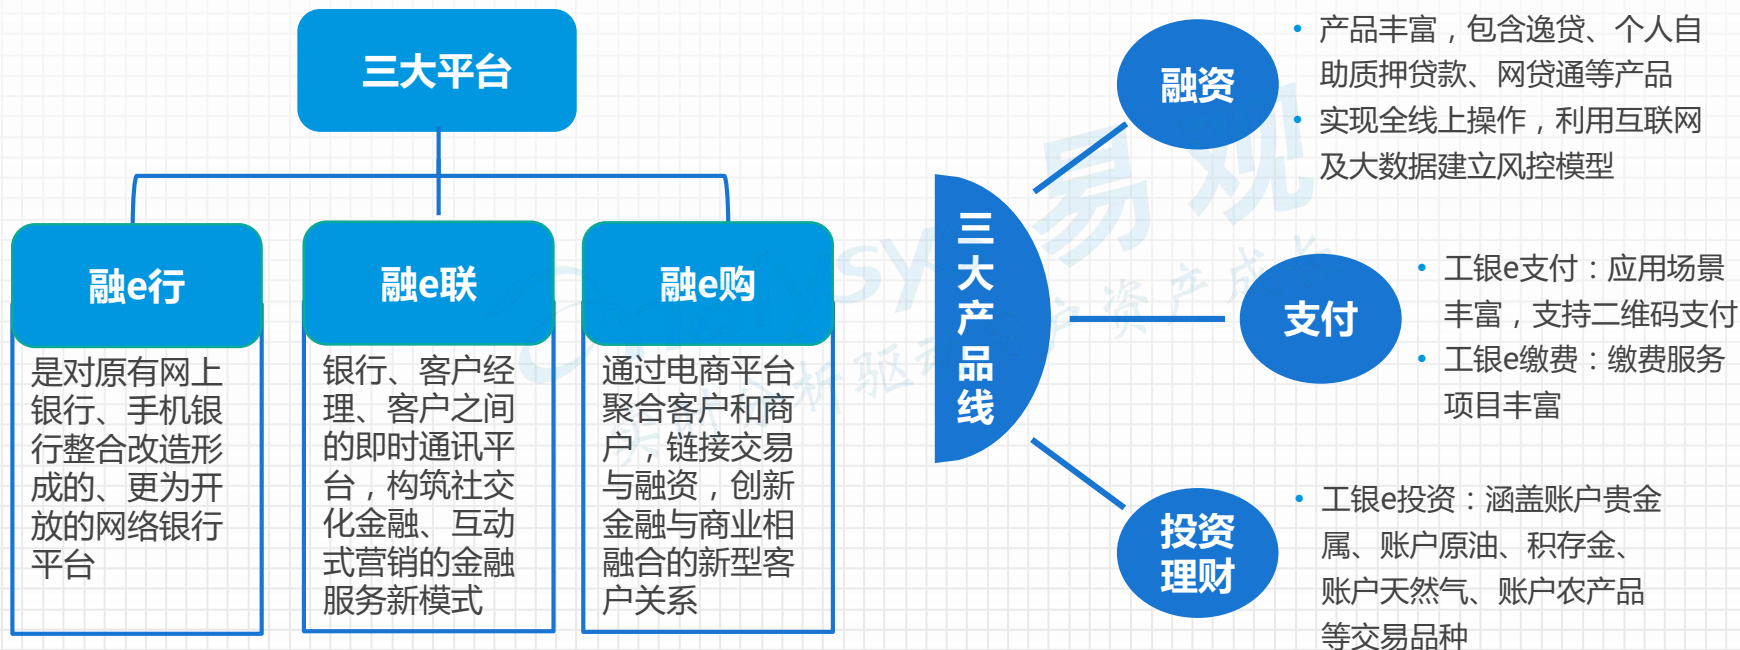 三大平台
融e行
是对原有网上
银行、手机银
行整合改造形
成的、更为开
放的网络银行
平台
融e联
银行、客户经
理、客户之间
的即时通讯平
台，构筑社交
化金融、互动
式营销的金融
服务新模式
融e购
通过电商平台
聚合客户和商
户，链接交易
与融资，创新
金融与商业相
融合的新型客
户关系
三
大
产
品
线
融资
• 产品丰富，包含逸贷、个人自
助质押贷款、网贷通等产品
• 实现全线上操作，利用互联网
及大数据建立风控模型
支付
• 工银e支付：应用场景
丰富，支持二维码支付
• 工银e缴费：缴费服务
项目丰富
投资
理财
• 工银e投资：涵盖账户贵金
属、账户原油、积存金、
账户天然气、账户农产品
等交易品种
易观